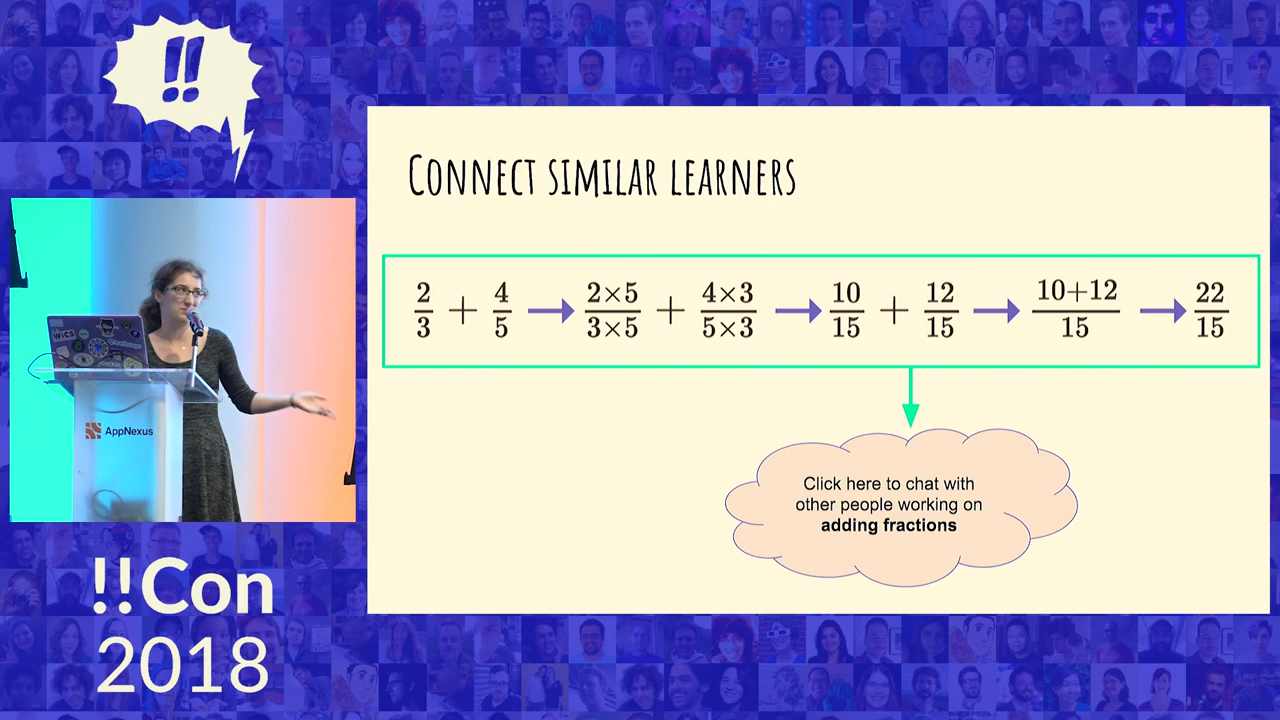 !!
CONNECT SIMILAR LEARNERS
2/3 + 4/5 → 2×5/3×5 + 4×3/5×3 → 10/15 + 12/15 → 10+12/15 → 22/15
Click here to chat with
other people working on
adding fractions
WiCS
AppNexus
!!Con
2018